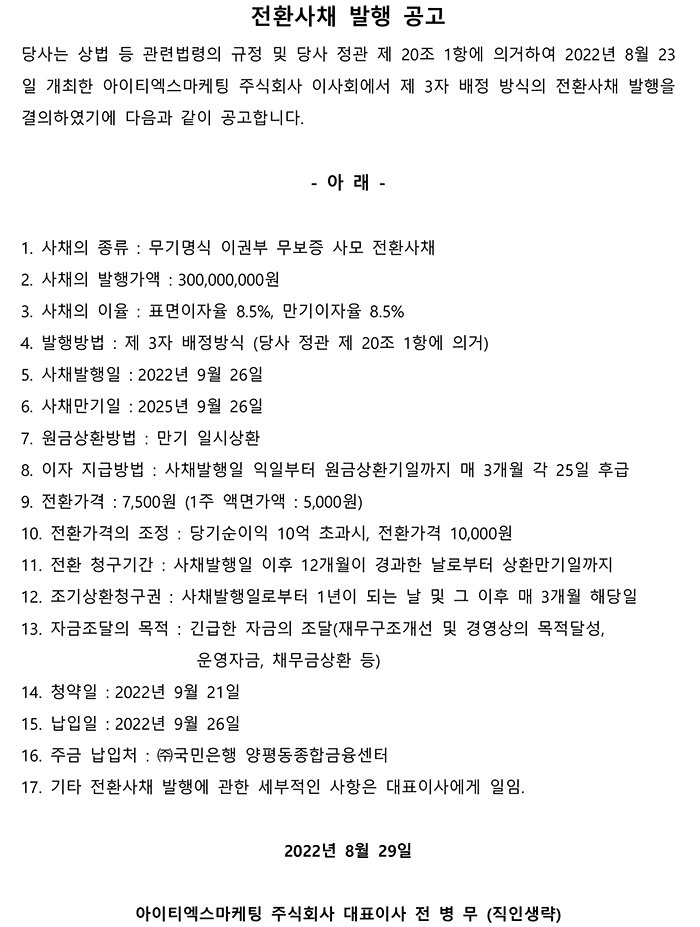 전환사채 발행 공고
당사는 상법 등 관련법령의 규정 및 당사 정관 제 20조 1항에 의거하여 2022년 8월 23
일 개최한 아이티엑스마케팅 주식회사 이사회에서 제 3자 배정 방식의 전환사채 발행을
결의하였기에 다음과 같이 공고합니다.
- 아 래 -
1. 사채의 종류 : 무기명식 이권부 무보증 사모 전환사채
2. 사채의 발행가액 : 300,000,000원
3. 사채의 이율 : 표면이자율 8.5%, 만기이자율 8.5%
4. 발행방법 : 제 3자 배정방식 (당사 정관 제 20조 1항에 의거)
5. 사채발행일 : 2022년 9월 26일
6. 사채만기일 : 2025년 9월 26일
7. 원금상환방법 : 만기 일시상환
8. 이자 지급방법 : 사채발행일 익일부터 원금상환기일까지 매 3개월 각 25일 후급
9. 전환가격 : 7,500원 (1주 액면가액 : 5,000원)
10. 전환가격의 조정 : 당기순이익 10억 초과시, 전환가격 10,000원
11. 전환 청구기간 : 사채발행일 이후 12개월이 경과한 날로부터 상환만기일까지
12. 조기상환청구권 : 사채발행일로부터 1년이 되는 날 및 그 이후 매 3개월 해당일
13. 자금조달의 목적 : 긴급한 자금의 조달(재무구조개선 및 경영상의 목적달성,
운영자금, 채무금상환 등)
14. 청약일 : 2022년 9월 21일
15. 납입일 : 2022년 9월 26일
16. 주금 납입처 : ㈜국민은행 양평동종합금융센터
17. 기타 전환사채 발행에 관한 세부적인 사항은 대표이사에게 일임.
2022년 8월 29일
아이티엑스마케팅 주식회사 대표이사 전 병 무 (직인생략)